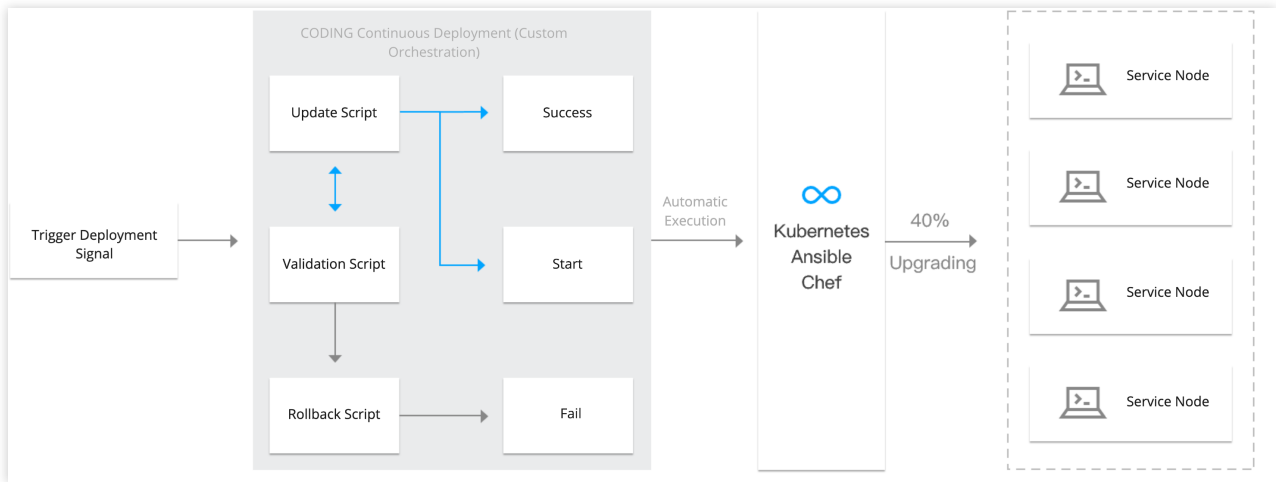 CODING Continuous Deployment (Custom
Orchestration)
Trigger Deployment
Signal
Update Script
Success
Validation Script
Start
Rollback Script
Fail
Automatic
Execution
Kubernetes
Ansible
Chef
40%
Upgrading
Service Node
Service Node
Service Node
Service Node